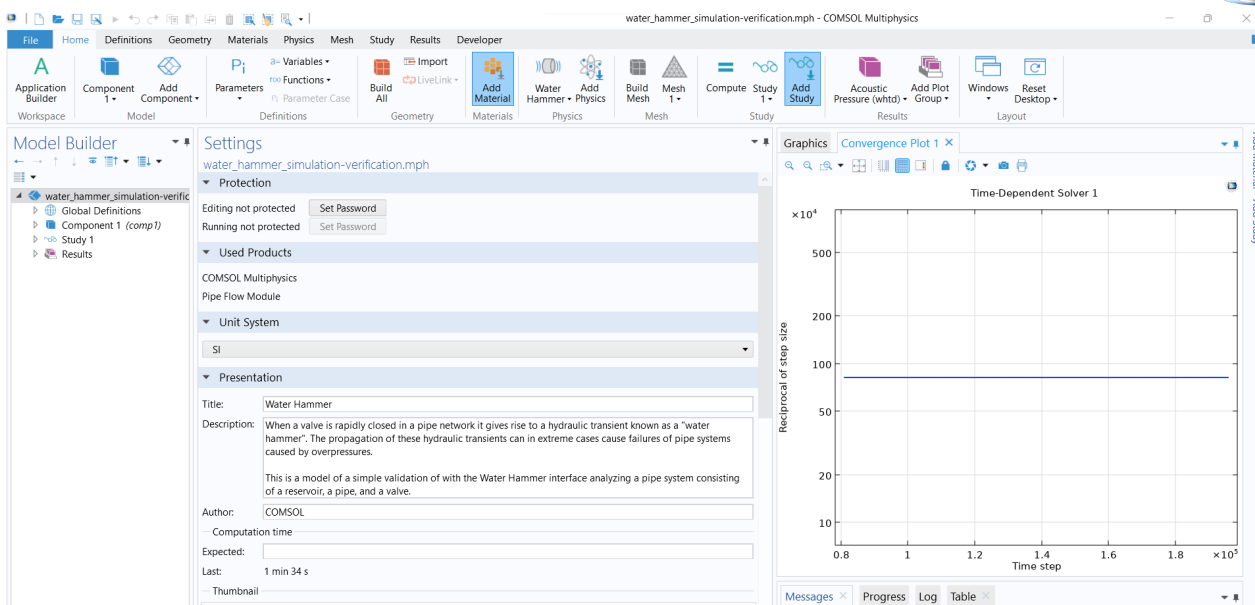 water_hammer_simulation-verification.mph - COMSOL Multiphysics
File Home Definitions Geometry Materials Physics Mesh Study Results Developer
Application Builder
Workspace
Component 1
Add Component
Model
Pi
Parameters
a= Variables
f(x) Functions
Pi Parameter Case
Definitions
Build All
Import
LiveLink
Geometry
Add Material
Materials
Water Hammer
Add Physics
Physics
Build Mesh
Mesh 1
Mesh
Compute
Study 1
Add Study
Study
Acoustic Pressure (whtd)
Add Plot Group
Results
Windows
Reset Desktop
Layout
Model Builder
water_hammer_simulation-verific
Global Definitions
Component 1 (comp1)
Study 1
Results
Settings
water_hammer_simulation-verification.mph
Protection
Editing not protected Set Password
Running not protected Set Password
Used Products
COMSOL Multiphysics
Pipe Flow Module
Unit System
SI
Presentation
Title: Water Hammer
Description: When a valve is rapidly closed in a pipe network it gives rise to a hydraulic transient known as a "water
hammer". The propagation of these hydraulic transients can in extreme cases cause failures of pipe systems
caused by overpressures.
This is a model of a simple validation of with the Water Hammer interface analyzing a pipe system consisting
of a reservoir, a pipe, and a valve.
Author: COMSOL
Computation time
Expected:
Last: 1 min 34 s
Thumbnail
Graphics Convergence Plot 1
Time-Dependent Solver 1
×10⁴
500
200
100
50
20
10
Reciprocal of step size
0.8 1 1.2 1.4 1.6 1.8 ×10⁵
Time step
Messages Progress Log Table